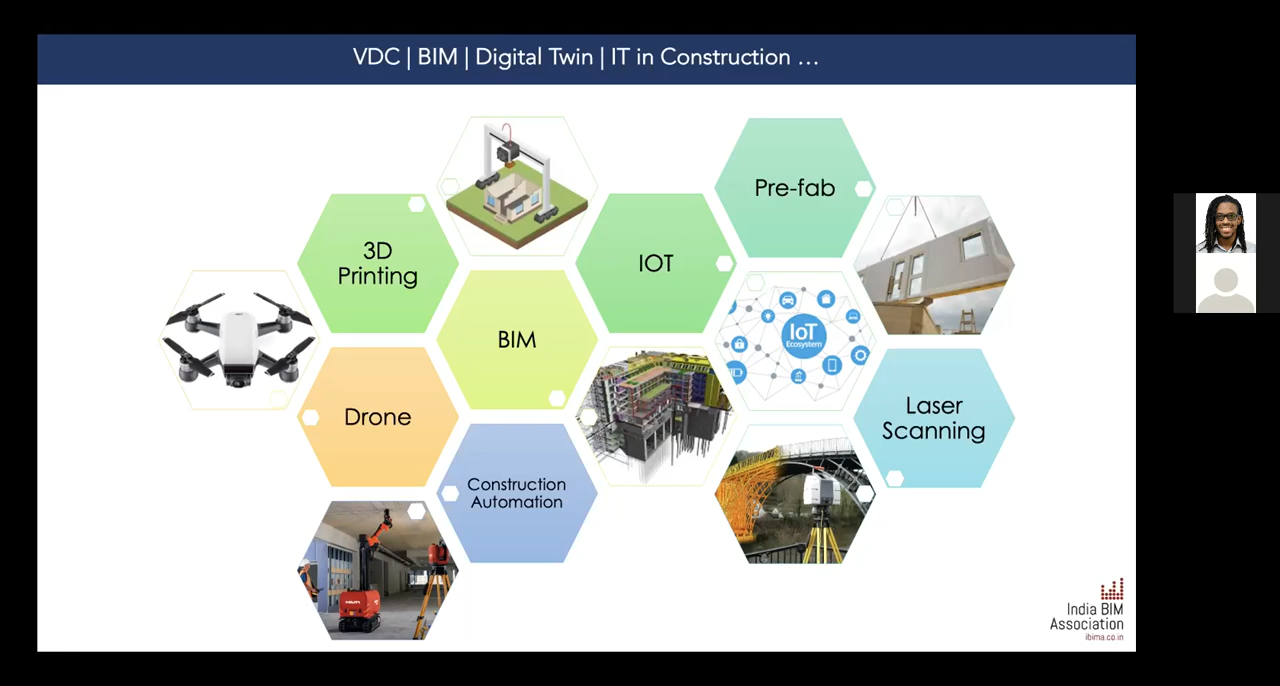 VDC | BIM | Digital Twin | IT in Construction ...
Pre-fab
3D
Printing
IOT
BIM
IoT
Ecosystem
Drone
Laser
Scanning
Construction
Automation
HILTI
India BIM
Association
ibima.co.in